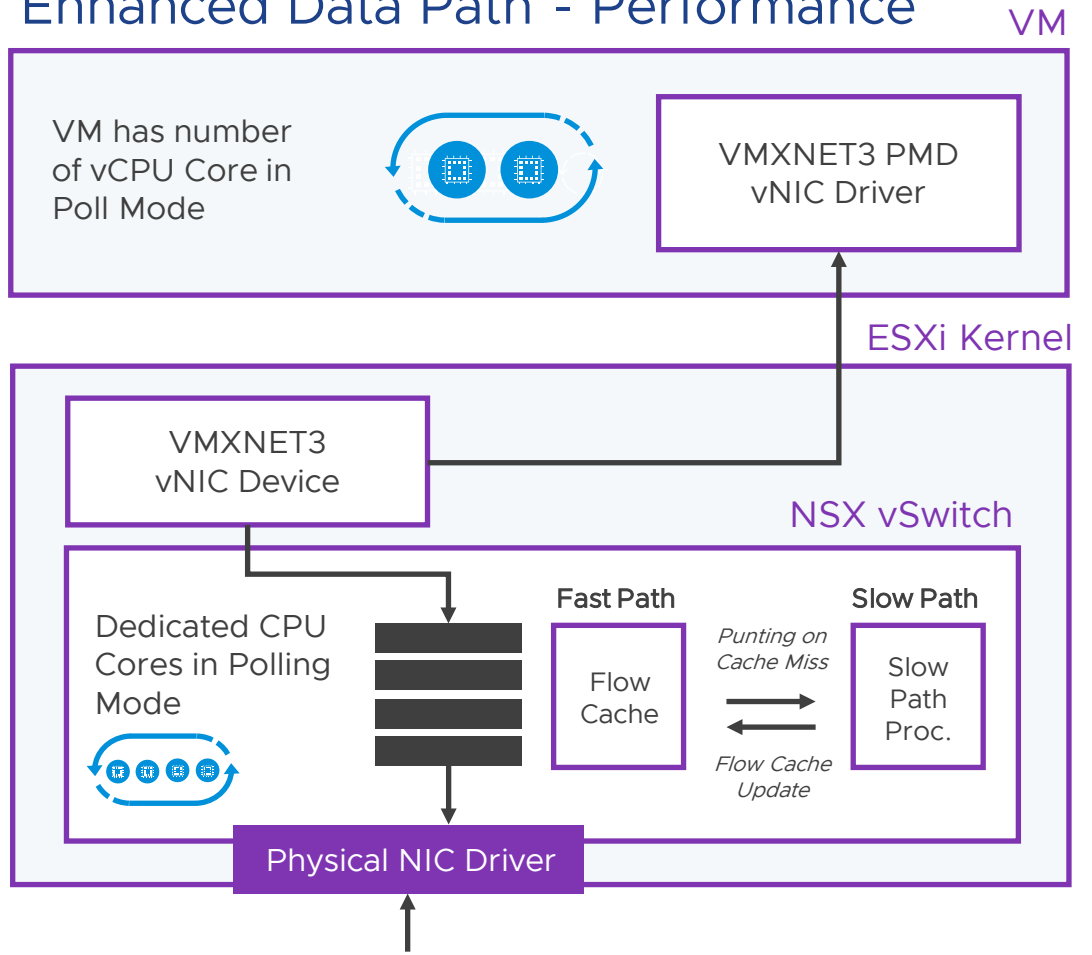 Enhanced Data Path - Performance
VM
VM has number
of vCPU Core in
Poll Mode
VMXNET3 PMD
vNIC Driver
ESXi Kernel
VMXNET3
vNIC Device
NSX vSwitch
Dedicated CPU
Cores in Polling
Mode
Fast Path
Flow
Cache
Punting on
Cache Miss
Flow Cache
Update
Slow Path
Slow
Path
Proc.
Physical NIC Driver